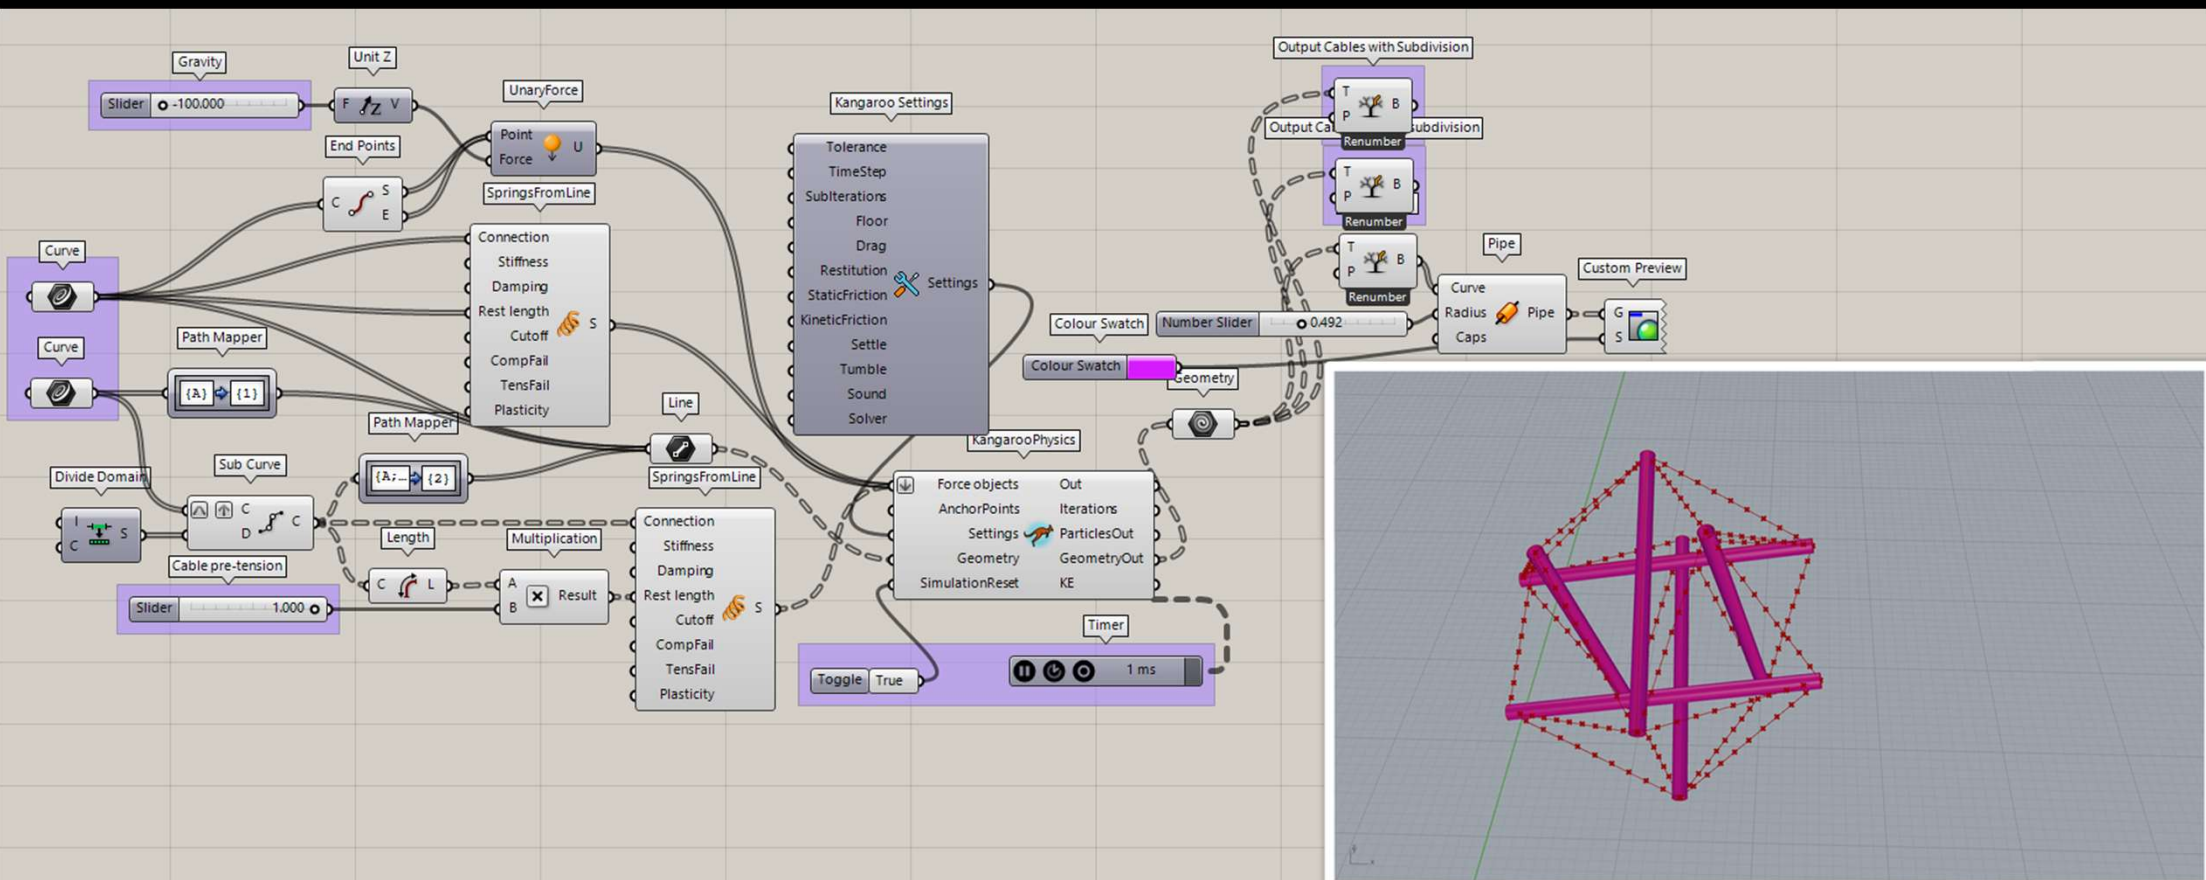 Gravity
Slider -100.000
Unit Z
F V
End Points
C S
E
UnaryForce
Point
Force
U
SpringsFromLine
Connection
Stiffness
Damping
Rest length
Cutoff
CompFail
TensFail
Plasticity
S
Curve
Curve
Path Mapper
{A} {1}
Path Mapper
{A;... {2}
Divide Domain
I S
C
Sub Curve
C
D
C
Length
C L
Multiplication
A
B
Result
Cable pre-tension
Slider 1.000
Line
SpringsFromLine
Connection
Stiffness
Damping
Rest length
Cutoff
CompFail
TensFail
Plasticity
S
Kangaroo Settings
Tolerance
TimeStep
SubIterations
Floor
Drag
Restitution
StaticFriction
KineticFriction
Settle
Tumble
Sound
Solver
Settings
KangarooPhysics
Force objects Out
AnchorPoints Iterations
Settings ParticlesOut
Geometry GeometryOut
SimulationReset KE
Timer
Toggle True
1 ms
Output Cables with Subdivision
T B
P
Renumber
Output Ca subdivision
T B
P
Renumber
T B
P
Renumber
Colour Swatch
Colour Swatch
Number Slider 0.492
Geometry
Pipe
Curve
Radius Pipe
Caps
Custom Preview
G
S